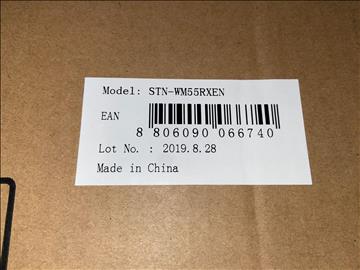 Model: STN-WM55RXEN
EAN
8 806090 066740
Lot No. : 2019.8.28
Made in China